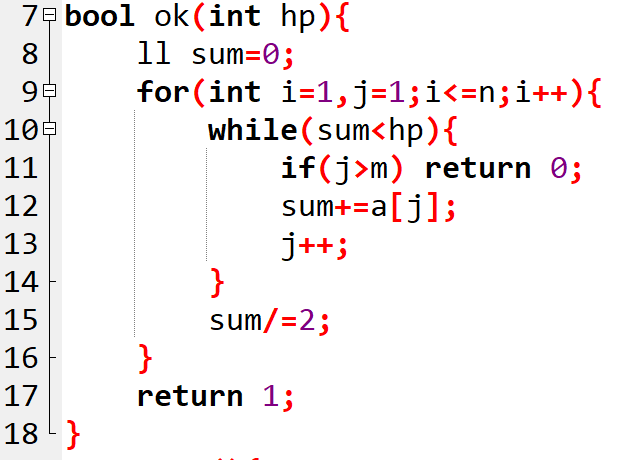 7 bool ok(int hp){
8 ll sum=0;
9 for(int i=1,j=1;i<=n;i++){
10 while(sum<hp){
11 if(j>m) return 0;
12 sum+=a[j];
13 j++;
14 }
15 sum/=2;
16 }
17 return 1;
18 }